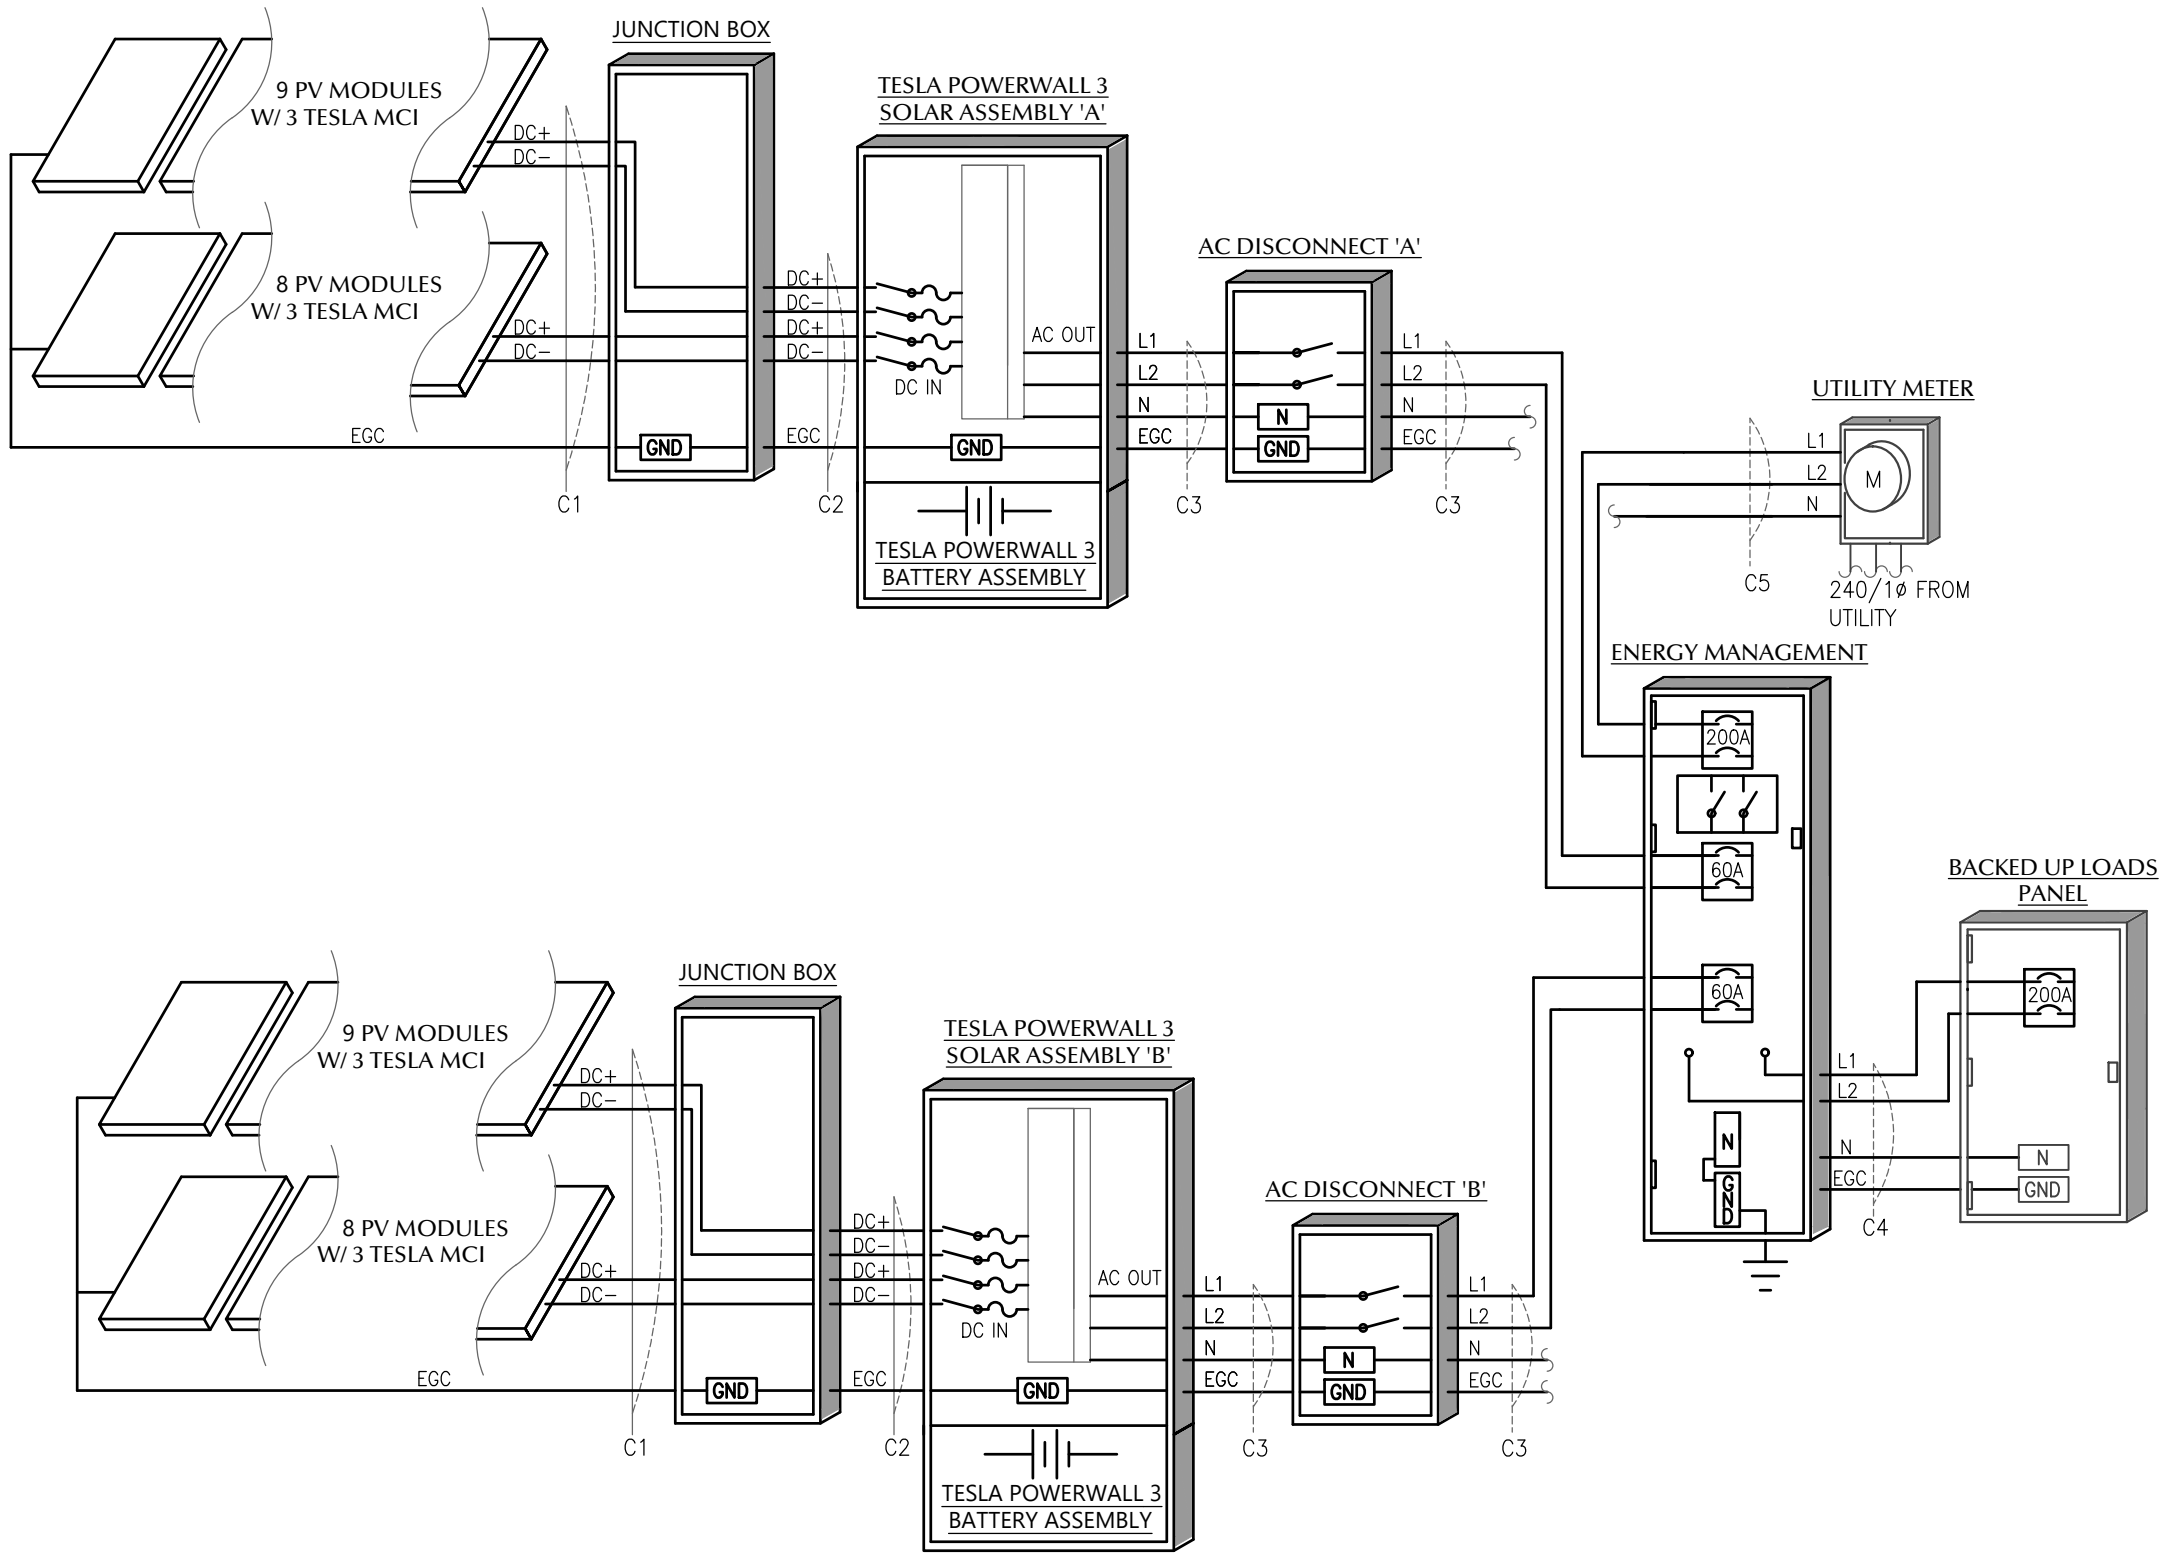 JUNCTION BOX
9 PV MODULES
W/ 3 TESLA MCI
DC+
DC-
8 PV MODULES
W/ 3 TESLA MCI
DC+
DC-
EGC
GND
C1
DC+
DC-
DC+
DC-
EGC
C2
TESLA POWERWALL 3
SOLAR ASSEMBLY 'A'
AC OUT
DC IN
GND
TESLA POWERWALL 3
BATTERY ASSEMBLY
L1
L2
N
EGC
C3
AC DISCONNECT 'A'
N
GND
L1
L2
N
EGC
C3
UTILITY METER
L1
L2
N
M
C5
240/1ø FROM
UTILITY
ENERGY MANAGEMENT
200A
60A
60A
N
GND
L1
L2
N
EGC
C4
BACKED UP LOADS
PANEL
200A
N
GND
JUNCTION BOX
9 PV MODULES
W/ 3 TESLA MCI
DC+
DC-
8 PV MODULES
W/ 3 TESLA MCI
DC+
DC-
EGC
GND
C1
DC+
DC-
DC+
DC-
EGC
C2
TESLA POWERWALL 3
SOLAR ASSEMBLY 'B'
AC OUT
DC IN
GND
TESLA POWERWALL 3
BATTERY ASSEMBLY
L1
L2
N
EGC
C3
AC DISCONNECT 'B'
N
GND
L1
L2
N
EGC
C3